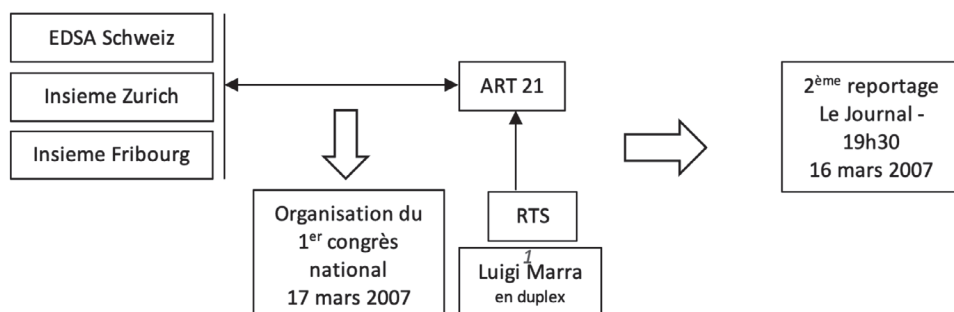 EDSA Schweiz
Insieme Zurich
Insieme Fribourg
ART 21
2ème reportage
Le Journal -
19h30
16 mars 2007
Organisation du
1er congrès
national
17 mars 2007
RTS
1
Luigi Marra
en duplex